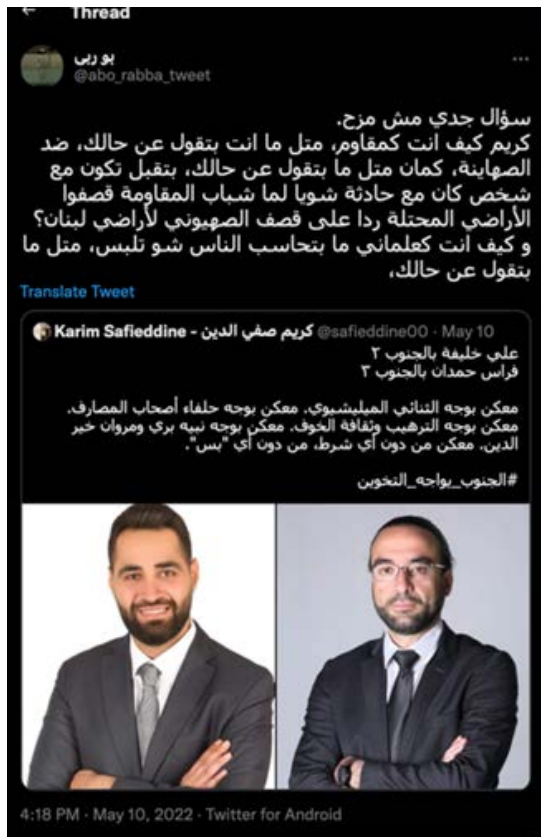 Thread
بو ربى
@abo_rabba_tweet
سؤال جدي مش مزح.
كريم كيف انت كمقاوم، متل ما انت بتقول عن حالك، ضد
الصهاينة، كمان متل ما بتقول عن حالك، بتقبل تكون مع
شخص كان مع حادثة شويا لما شباب المقاومة قصفوا
الأراضي المحتلة ردا على قصف الصهيوني لأراضي لبنان؟
و كيف انت كعلماني ما بتحاسب الناس شو تلبس، متل ما
بتقول عن حالك،
Translate Tweet
Karim Safieddine - كريم صفي الدين @safieddine00 · May 10
علي خليفة بالجنوب ٢
فراس حمدان بالجنوب ٣
معكن بوجه الثنائي الميليشيوي. معكن بوجه حلفاء أصحاب المصارف.
معكن بوجه الترهيب وثقافة الخوف. معكن بوجه نبيه بري ومروان خير
الدين. معكن من دون أي شرط، من دون أي "بس".
#الجنوب_يواجه_التخوين
4:18 PM · May 10, 2022 · Twitter for Android